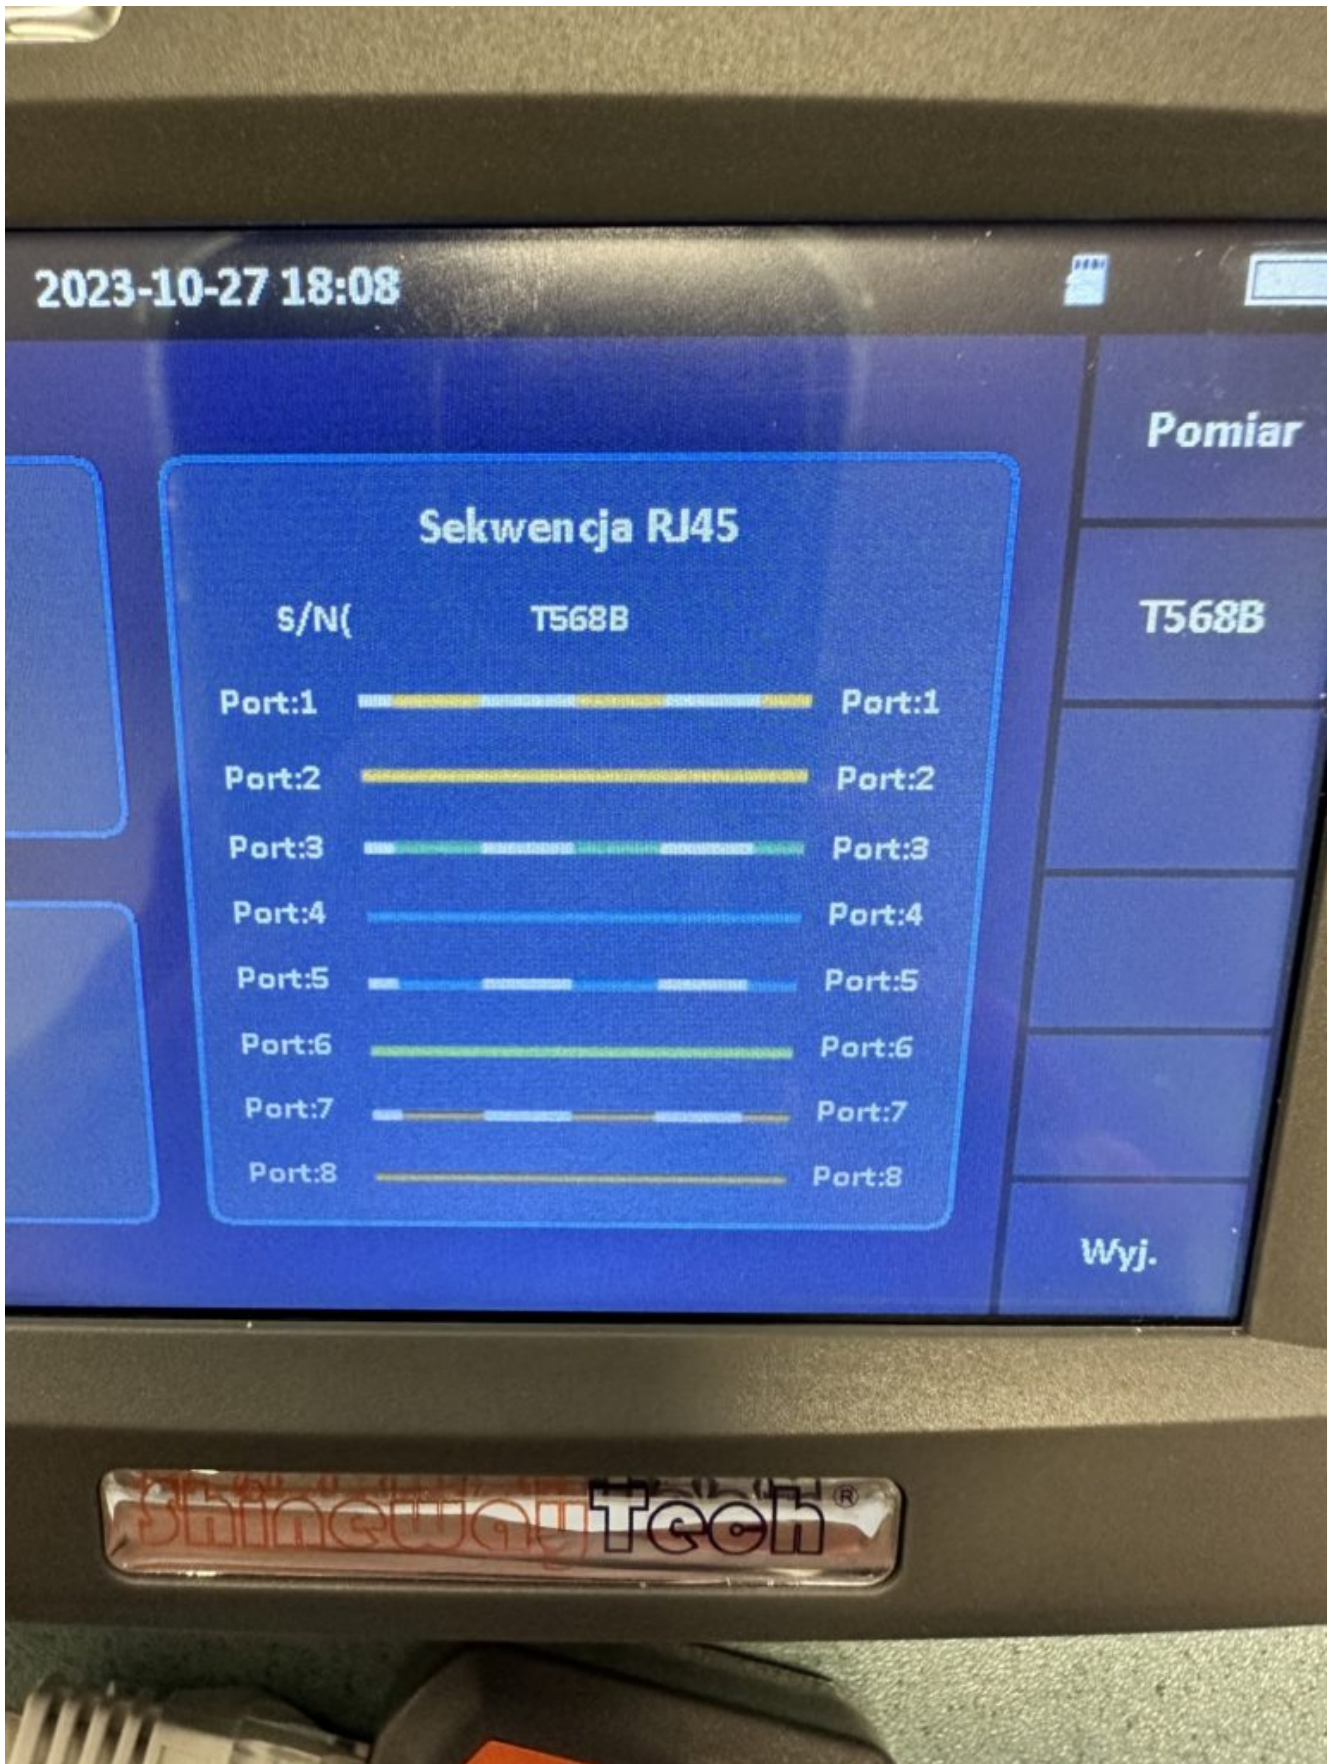 2023-10-27 18:08
Pomiar
Sekwencja RJ45
S/N( T568B
T568B
Port:1 Port:1
Port:2 Port:2
Port:3 Port:3
Port:4 Port:4
Port:5 Port:5
Port:6 Port:6
Port:7 Port:7
Port:8 Port:8
Wyj.
ShinewayTech®